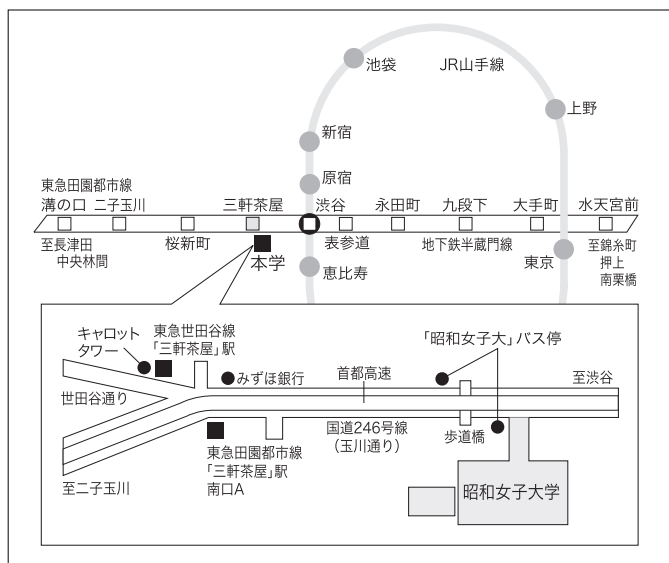 池袋
JR山手線
上野
新宿
原宿
東急田園都市線
溝の口
二子玉川
三軒茶屋
渋谷
永田町
九段下
大手町
水天宮前
至長津田
中央林間
桜新町
本学
表参道
地下鉄半蔵門線
東京
至錦糸町
押上
南栗橋
恵比寿
キャロット
タワー
東急世田谷線
「三軒茶屋」駅
「昭和女子大」バス停
みずほ銀行
首都高速
至渋谷
世田谷通り
国道246号線
(玉川通り)
歩道橋
東急田園都市線
「三軒茶屋」駅
南口A
至二子玉川
昭和女子大学